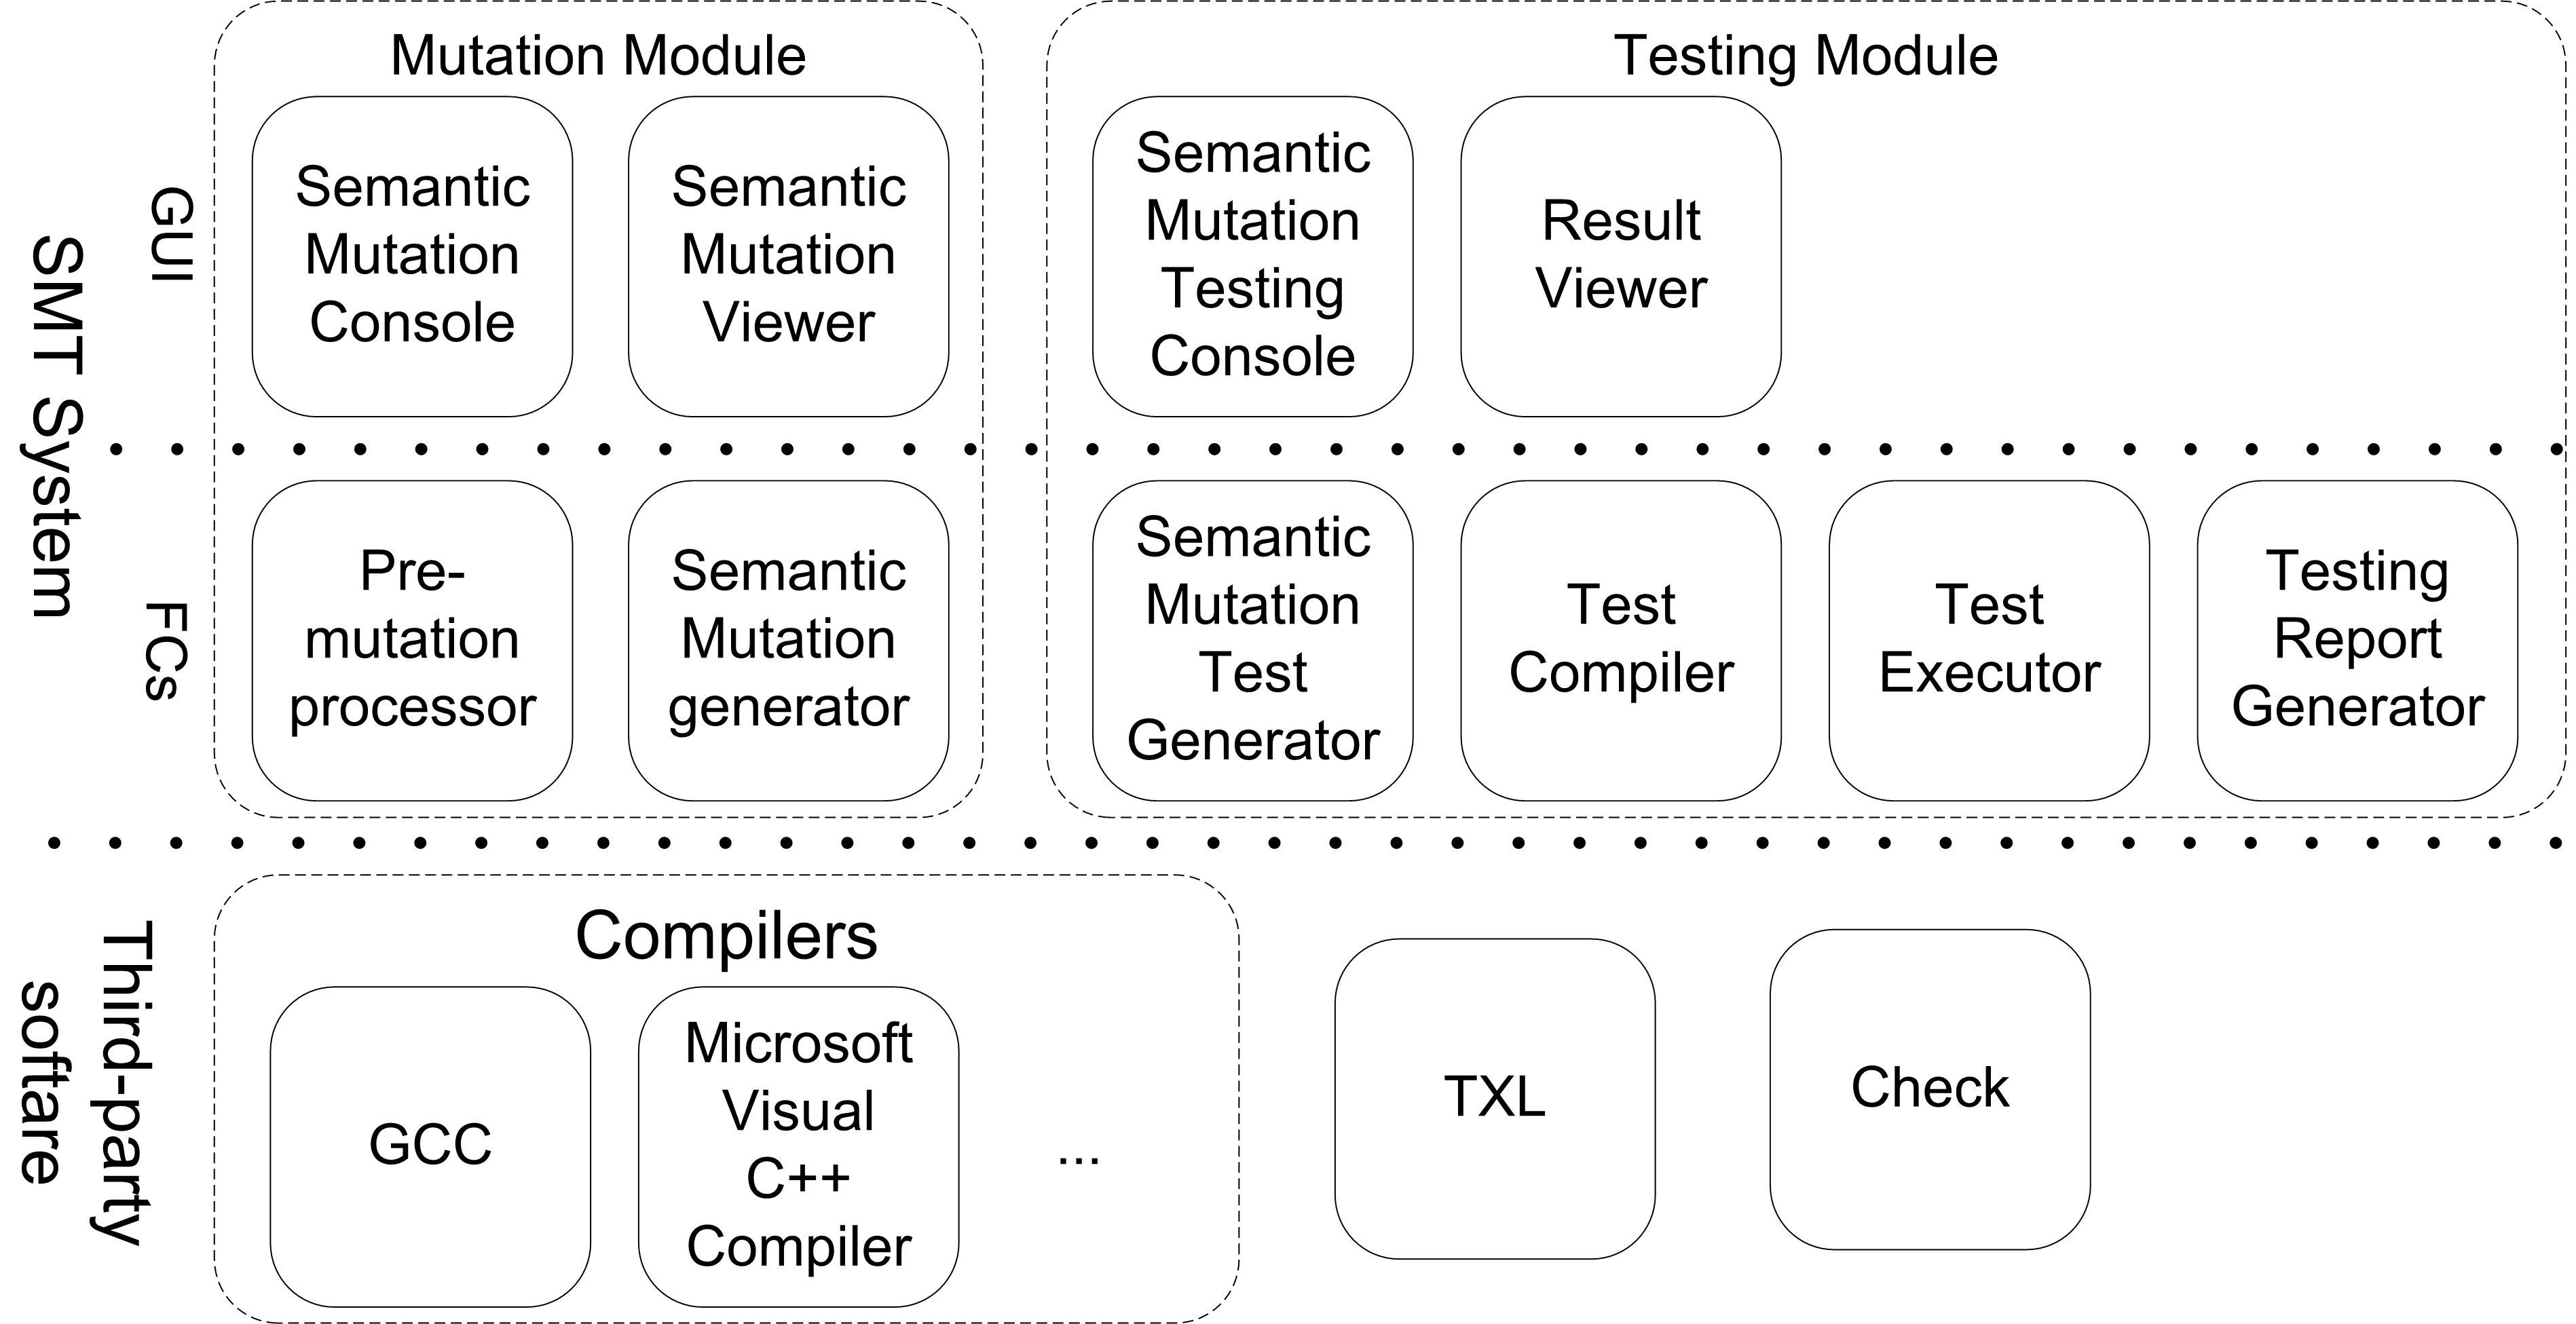 Mutation Module
Testing Module
SMT System
GUI
Semantic
Mutation
Console
Semantic
Mutation
Viewer
Semantic
Mutation
Testing
Console
Result
Viewer
FCs
Pre-
mutation
processor
Semantic
Mutation
generator
Semantic
Mutation
Test
Generator
Test
Compiler
Test
Executor
Testing
Report
Generator
Third-party
softare
Compilers
GCC
Microsoft
Visual
C++
Compiler
...
TXL
Check